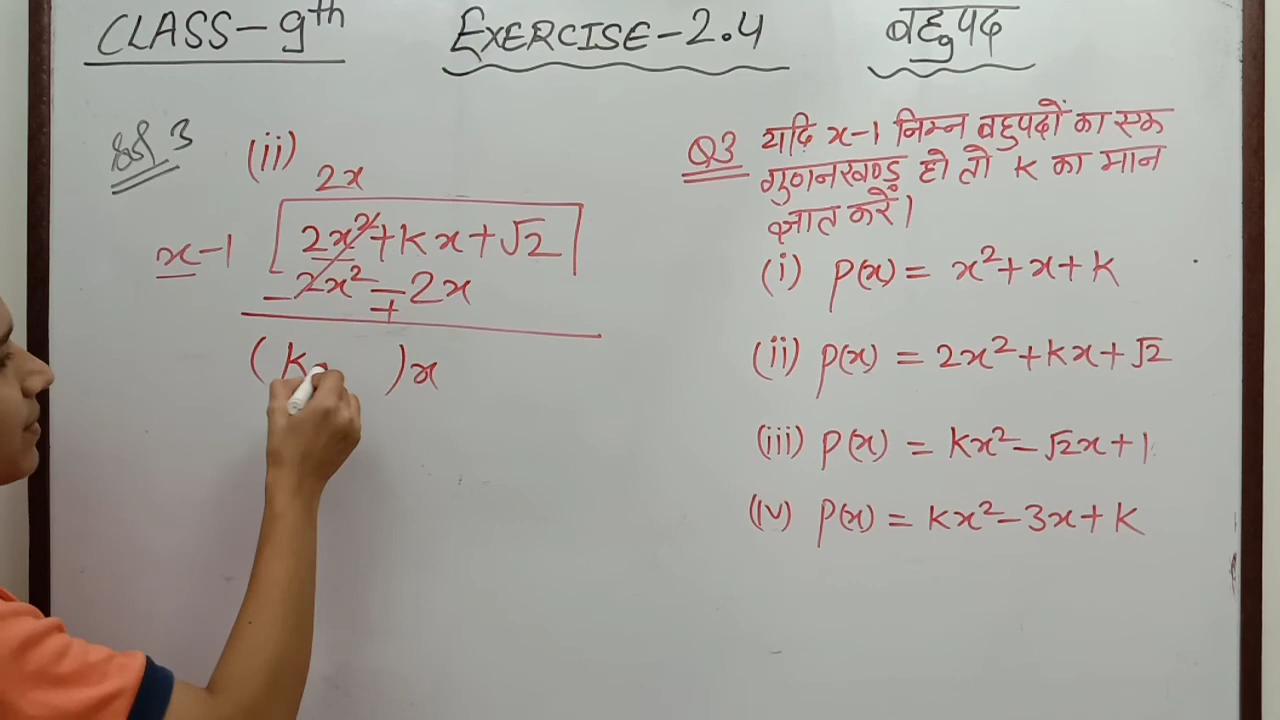 CLASS-9th EXERCISE-2.4 बहुपद
3 (ii)
2x
x-1 2x²+kx+√2
-2x²-2x
+
(k )x
Q3 यदि x-1 निम्न बहुपदों का एक
गुणनखण्ड हो तो K का मान
ज्ञात करें।
(i) P(x) = x²+x+k
(ii) P(x) = 2x²+kx+√2
(iii) P(x) = kx²-√2x+1
(iv) P(x) = kx²-3x+k